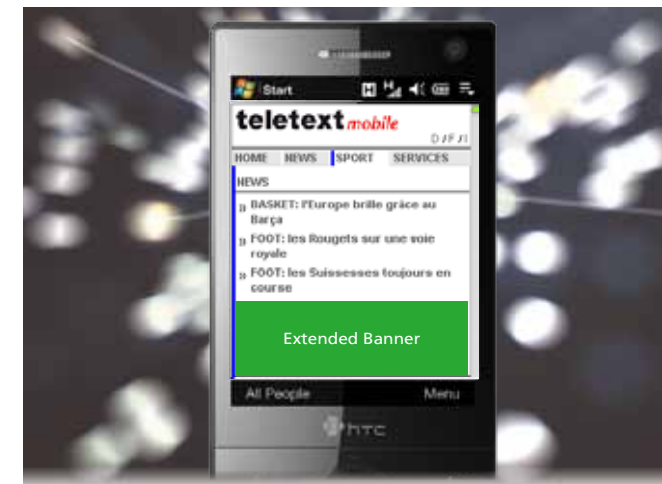 Start
teletext mobile
D / F / I
HOME NEWS SPORT SERVICES
NEWS
» BASKET: l'Europe brille grâce au
Barça
» FOOT: les Rougets sur une voie
royale
» FOOT: les Suissesses toujours en
course
Extended Banner
All People Menu
hTC